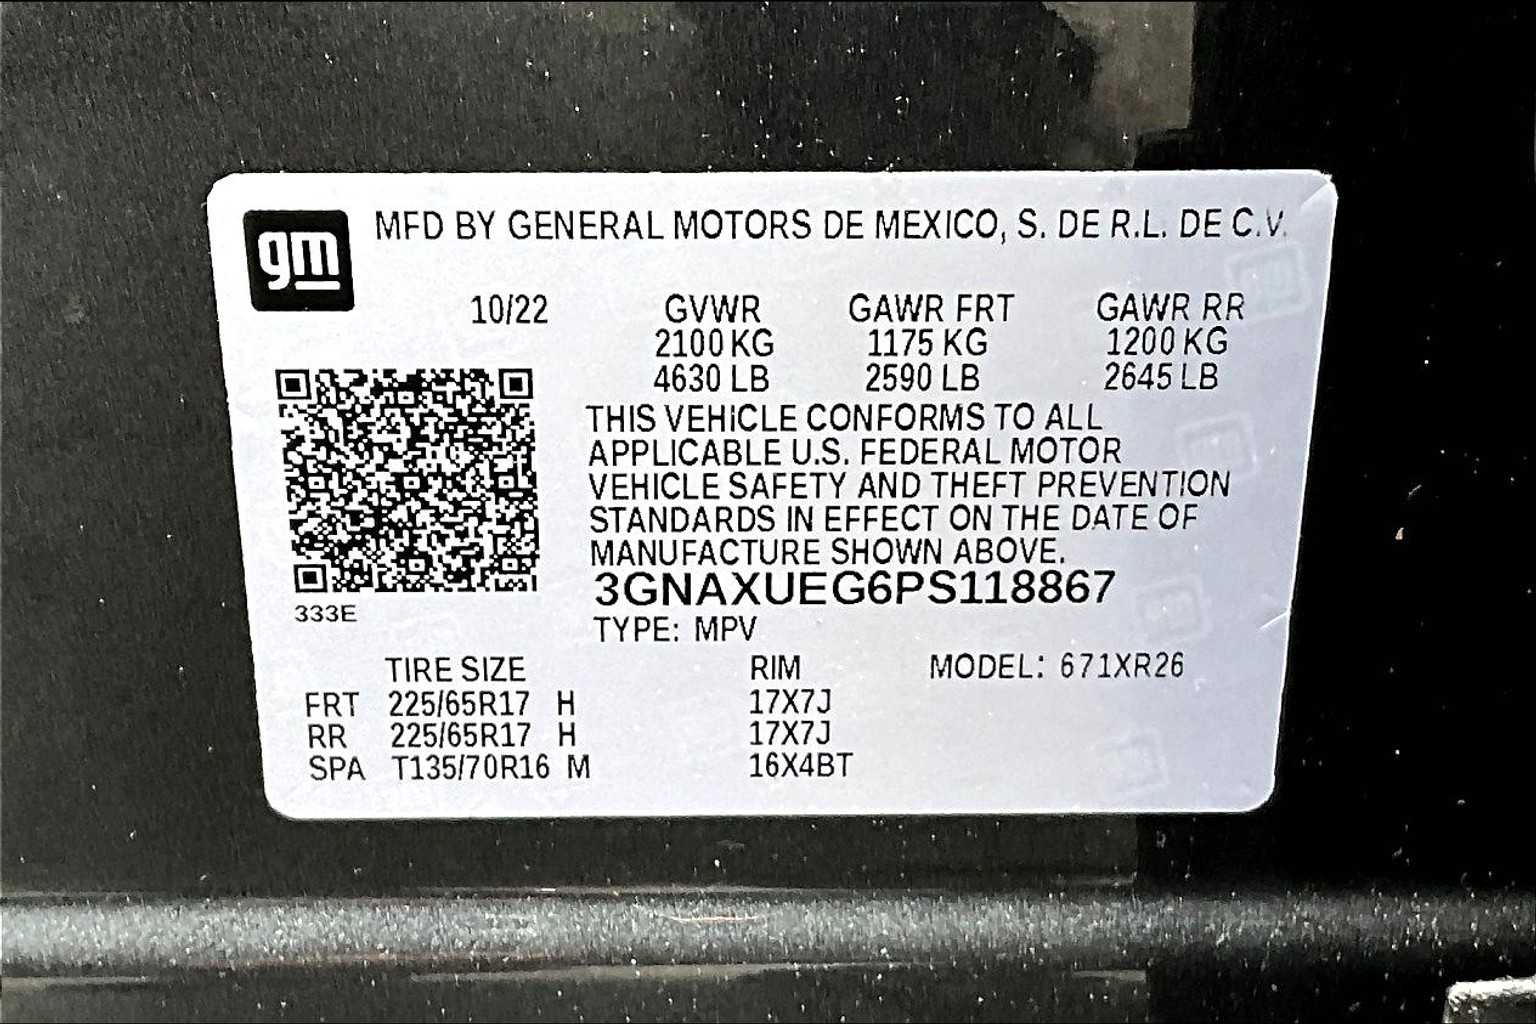 gm
MFD BY GENERAL MOTORS DE MEXICO, S. DE R.L. DE C.V.
10/22 GVWR GAWR FRT GAWR RR
2100 KG 1175 KG 1200 KG
4630 LB 2590 LB 2645 LB
THIS VEHICLE CONFORMS TO ALL
APPLICABLE U.S. FEDERAL MOTOR
VEHICLE SAFETY AND THEFT PREVENTION
STANDARDS IN EFFECT ON THE DATE OF
MANUFACTURE SHOWN ABOVE.
3GNAXUEG6PS118867
333E
TYPE: MPV
TIRE SIZE RIM MODEL: 671XR26
FRT 225/65R17 H 17X7J
RR 225/65R17 H 17X7J
SPA T135/70R16 M 16X4BT